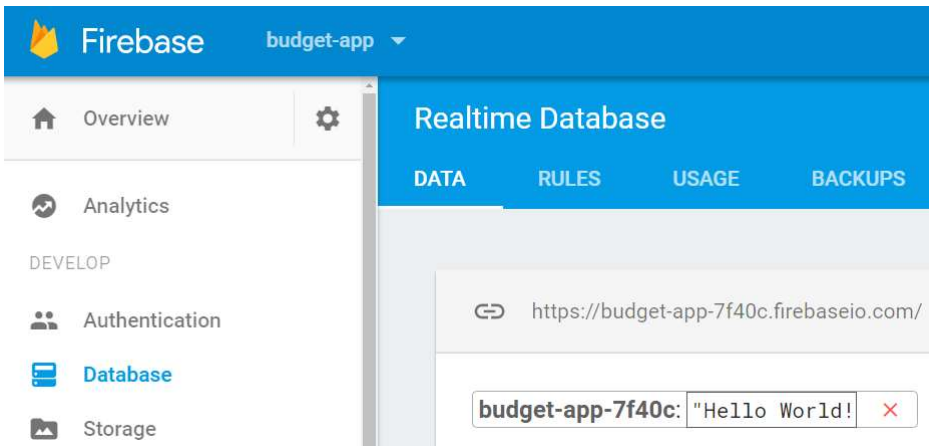 Firebase budget-app
Overview
Realtime Database
DATA RULES USAGE BACKUPS
Analytics
DEVELOP
https://budget-app-7f40c.firebaseio.com/
Authentication
Database
budget-app-7f40c: "Hello World!
Storage